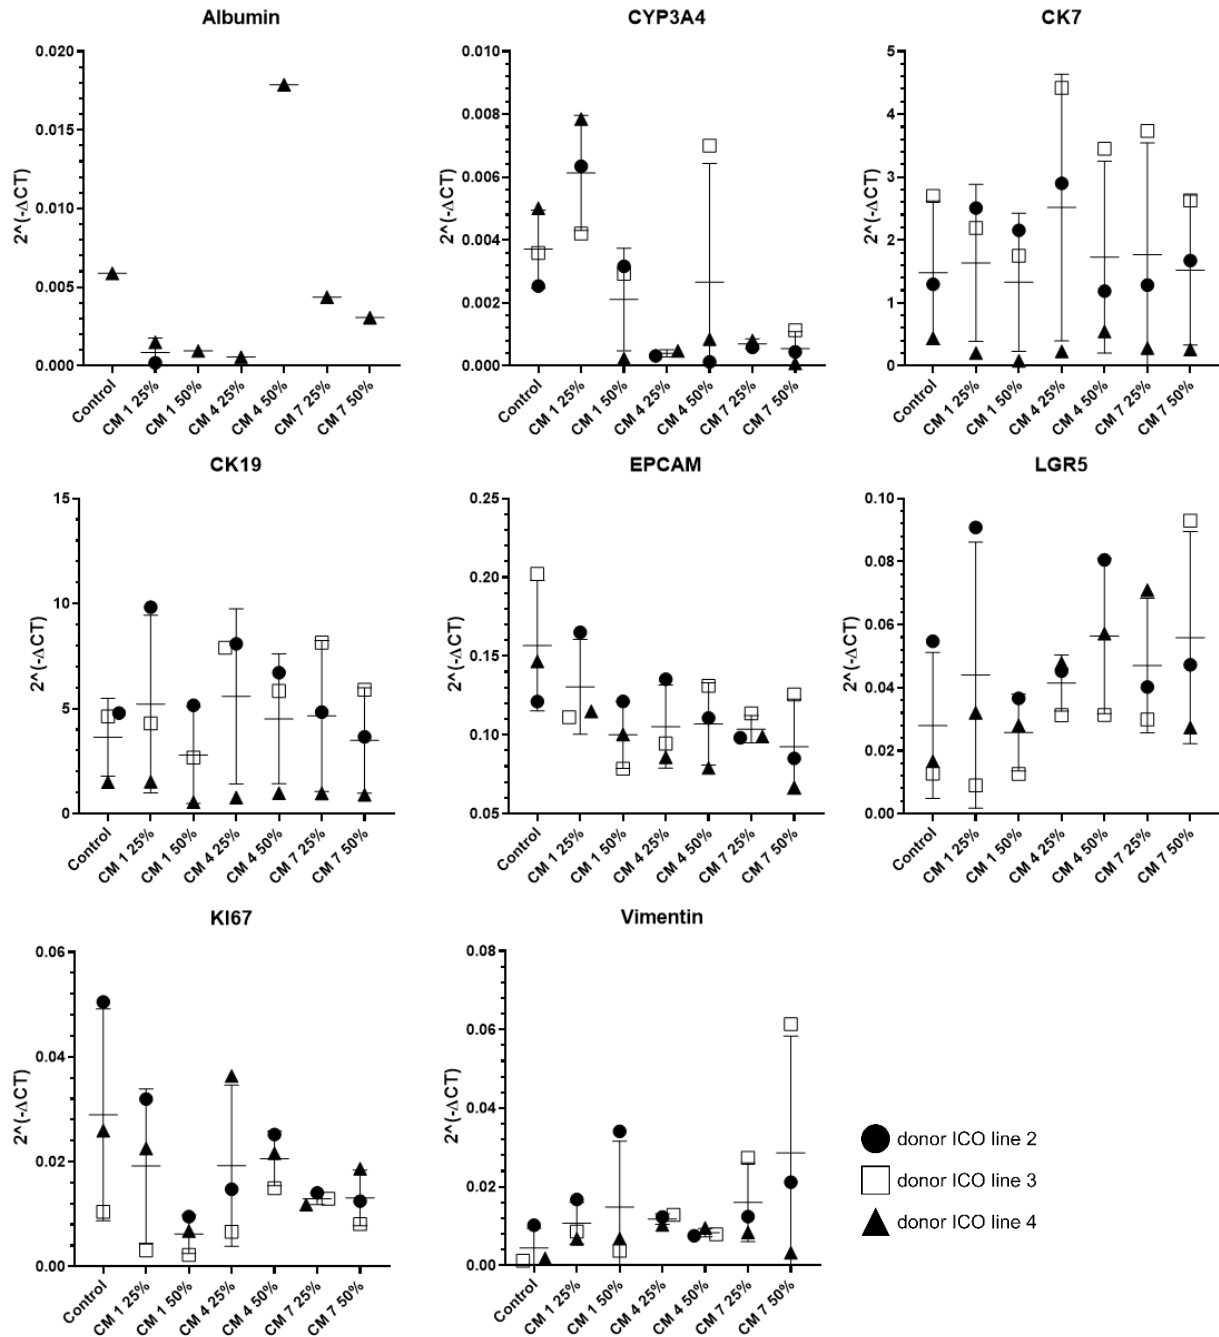 Albumin
CYP3A4
CK7
2^(-ΔCT)
0.020
0.015
0.010
0.005
0.000
Control
CM 1 25%
CM 1 50%
CM 4 25%
CM 4 50%
CM 7 25%
CM 7 50%
2^(-ΔCT)
0.010
0.008
0.006
0.004
0.002
0.000
Control
CM 1 25%
CM 1 50%
CM 4 25%
CM 4 50%
CM 7 25%
CM 7 50%
2^(-ΔCT)
5
4
3
2
1
0
Control
CM 1 25%
CM 1 50%
CM 4 25%
CM 4 50%
CM 7 25%
CM 7 50%
CK19
EPCAM
LGR5
2^(-ΔCT)
15
10
5
0
Control
CM 1 25%
CM 1 50%
CM 4 25%
CM 4 50%
CM 7 25%
CM 7 50%
2^(-ΔCT)
0.25
0.20
0.15
0.10
0.05
Control
CM 1 25%
CM 1 50%
CM 4 25%
CM 4 50%
CM 7 25%
CM 7 50%
2^(-ΔCT)
0.10
0.08
0.06
0.04
0.02
0.00
Control
CM 1 25%
CM 1 50%
CM 4 25%
CM 4 50%
CM 7 25%
CM 7 50%
KI67
Vimentin
2^(-ΔCT)
0.06
0.04
0.02
0.00
Control
CM 1 25%
CM 1 50%
CM 4 25%
CM 4 50%
CM 7 25%
CM 7 50%
2^(-ΔCT)
0.08
0.06
0.04
0.02
0.00
Control
CM 1 25%
CM 1 50%
CM 4 25%
CM 4 50%
CM 7 25%
CM 7 50%
donor ICO line 2
donor ICO line 3
donor ICO line 4